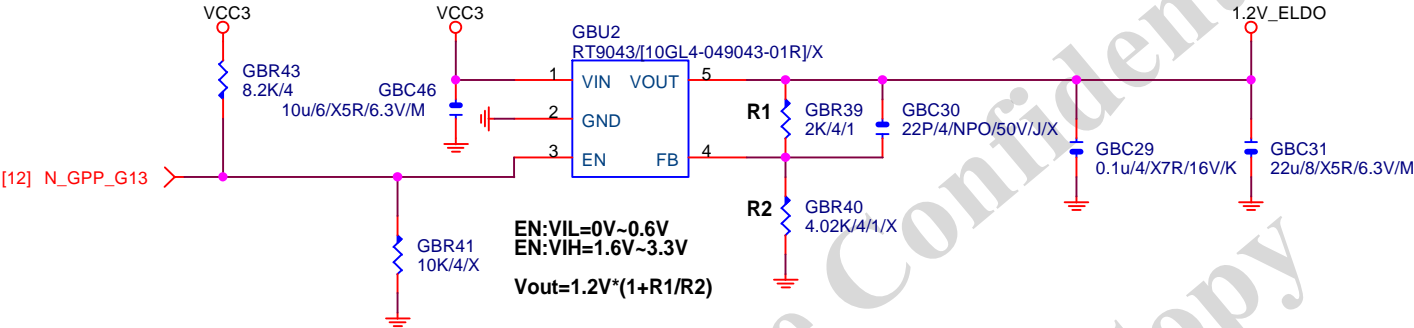 VCC3
VCC3
1.2V_ELDO
GBU2
RT9043/[10GL4-049043-01R]/X
GBR43
8.2K/4
GBC46
10u/6/X5R/6.3V/M
1
VIN
VOUT
5
2
GND
3
EN
FB
4
R1
GBR39
2K/4/1
GBC30
22P/4/NPO/50V/J/X
GBC29
0.1u/4/X7R/16V/K
GBC31
22u/8/X5R/6.3V/M
[12] N_GPP_G13
R2
GBR40
4.02K/4/1/X
GBR41
10K/4/X
EN:VIL=0V~0.6V
EN:VIH=1.6V~3.3V
Vout=1.2V*(1+R1/R2)